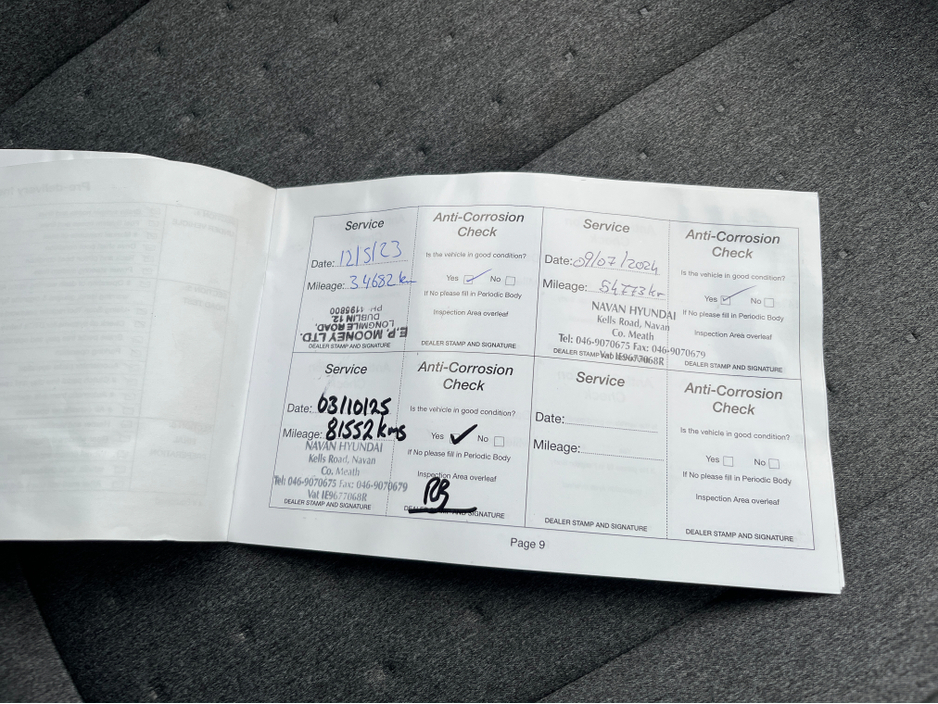 Service
Date: 12/5/23
Mileage: 34682 km
E.P. MOONEY LTD.
LONGMILE ROAD,
DUBLIN 12.
PH: 4195800
DEALER STAMP AND SIGNATURE
Anti-Corrosion
Check
Is the vehicle in good condition?
Yes No
If No please fill in Periodic Body
Inspection Area overleaf
DEALER STAMP AND SIGNATURE
Service
Date: 09/07/2024
Mileage: 54773 km
NAVAN HYUNDAI
Kells Road, Navan
Co. Meath
Tel: 046-9070675 Fax: 046-9070679
Vat IE9677068R
DEALER STAMP AND SIGNATURE
Anti-Corrosion
Check
Is the vehicle in good condition?
Yes No
If No please fill in Periodic Body
Inspection Area overleaf
DEALER STAMP AND SIGNATURE
Service
Date: 03/10/25
Mileage: 81552 kms
NAVAN HYUNDAI
Kells Road, Navan
Co. Meath
Tel: 046-9070675 Fax: 046-9070679
Vat IE9677068R
DEALER STAMP AND SIGNATURE
Anti-Corrosion
Check
Is the vehicle in good condition?
Yes No
If No please fill in Periodic Body
Inspection Area overleaf
DEALER STAMP AND SIGNATURE
Service
Date:
Mileage:
DEALER STAMP AND SIGNATURE
Anti-Corrosion
Check
Is the vehicle in good condition?
Yes No
If No please fill in Periodic Body
Inspection Area overleaf
DEALER STAMP AND SIGNATURE
Page 9